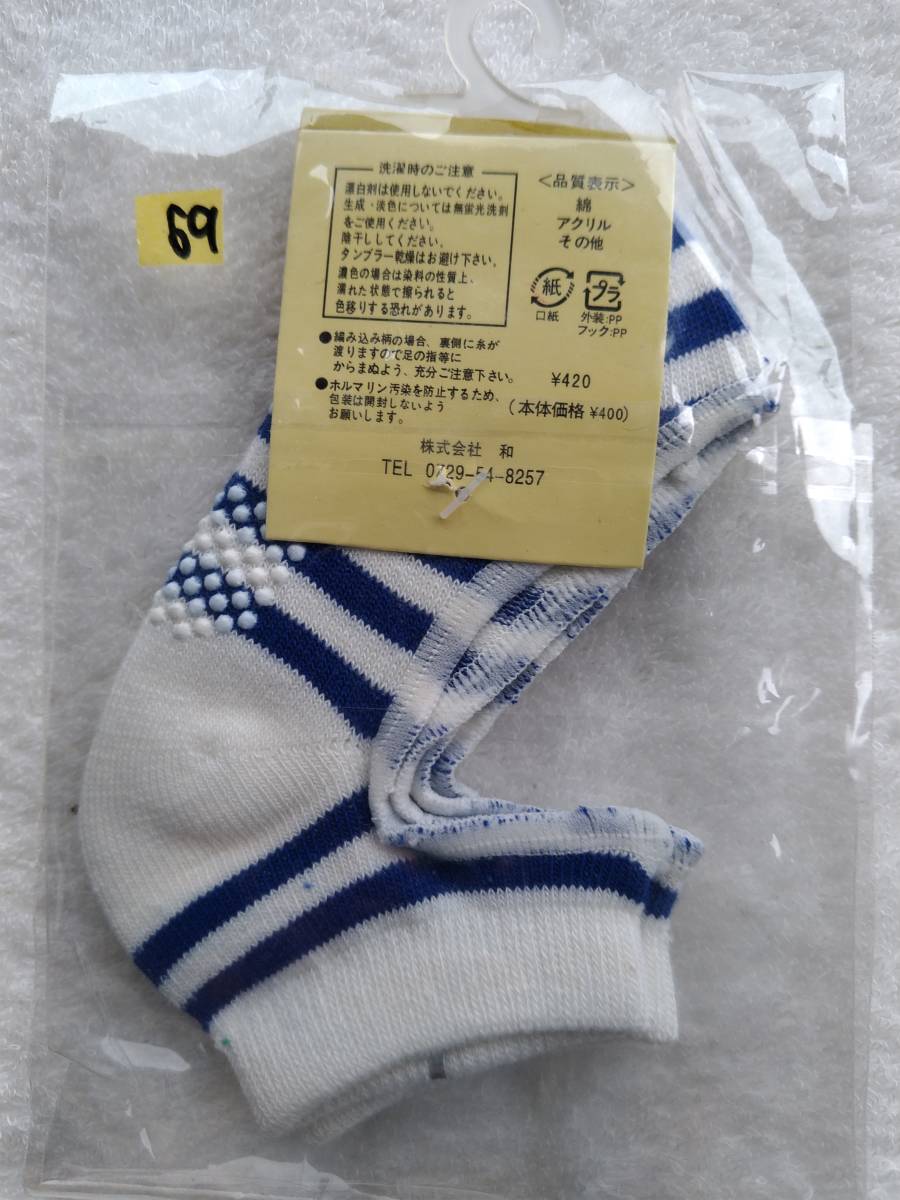 69
洗濯時のご注意
漂白剤は使用しないでください。
生成・淡色については無蛍光洗剤
をご使用ください。
陰干ししてください。
タンブラー乾燥はお避け下さい。
濃色の場合は染料の性質上、
濡れた状態で擦られると
色移りする恐れがあります。
<品質表示>
綿
アクリル
その他
紙
口紙
プラ
外装:PP
フック:PP
●編み込み柄の場合、裏側に糸が
渡りますので足の指等に
からまぬよう、充分ご注意下さい。
●ホルマリン汚染を防止するため、
包装は開封しないよう
お願いします。
¥420
(本体価格 ¥400)
株式会社 和
TEL 0729-54-8257